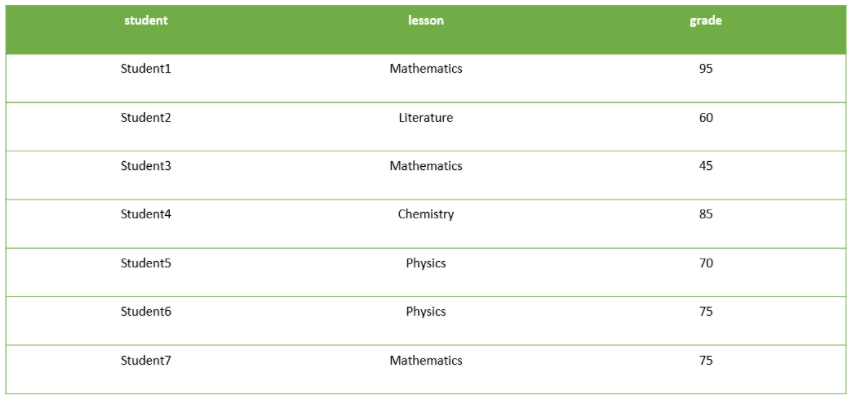 student lesson grade
Student1 Mathematics 95
Student2 Literature 60
Student3 Mathematics 45
Student4 Chemistry 85
Student5 Physics 70
Student6 Physics 75
Student7 Mathematics 75